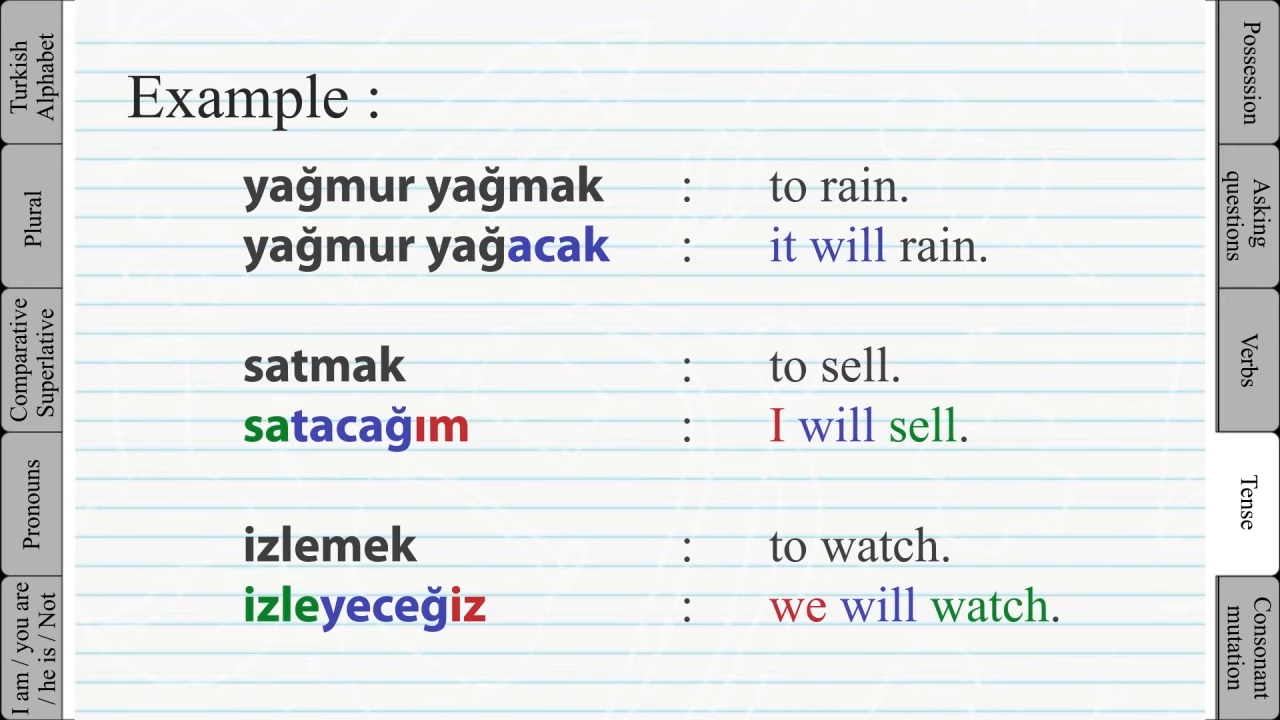 Turkish
Alphabet
Plural
Comparative
Superlative
Pronouns
I am / you are
/ he is / Not
Example :
yağmur yağmak : to rain.
yağmur yağacak : it will rain.
satmak : to sell.
satacağım : I will sell.
izlemek : to watch.
izleyeceğiz : we will watch.
Possession
Asking
questions
Verbs
Tense
Consonant
mutation